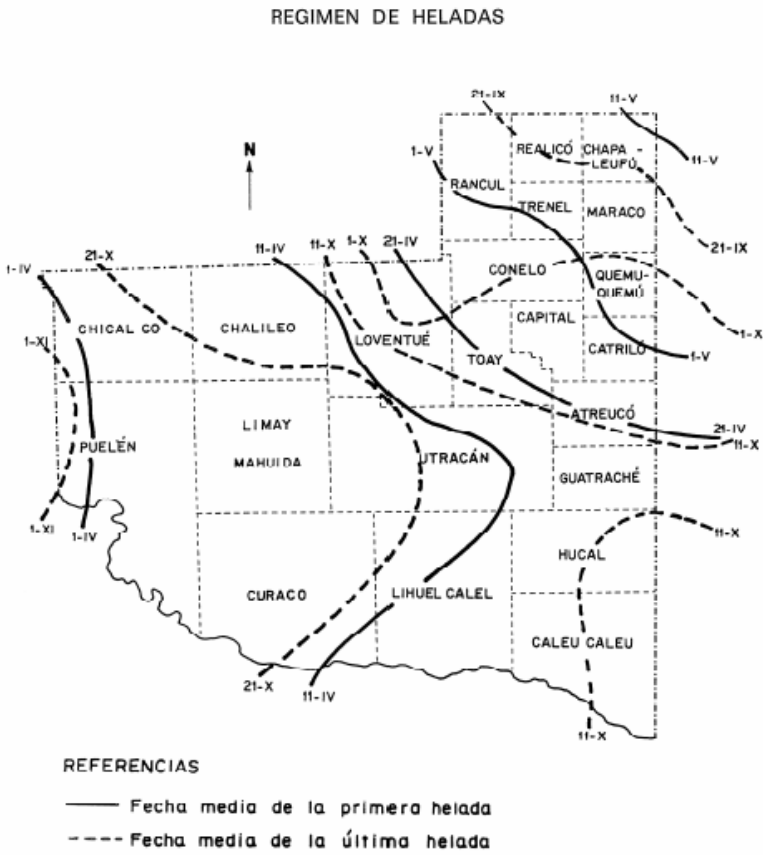 REGIMEN DE HELADAS
21-IX
11-V
N
1-V
REALICÓ
CHAPA-
LEUFÚ
11-V
RANCUL
TRENEL
MARACO
21-IX
1-IV
21-X
11-IV
11-X
1-X
21-IV
CONELO
QUEMU-
QUEMÚ
CHICAL CO
CHALILEO
LOVENTUÉ
CAPITAL
1-X
1-XI
TOAY
CATRILÓ
1-V
ATREUCÓ
21-IV
11-X
PUELÉN
LIMAY
MAHUIDA
UTRACÁN
GUATRACHÉ
1-XI
1-IV
11-X
HUCAL
CURACO
LIHUEL CALEL
CALEU CALEU
21-X
11-IV
11-X
REFERENCIAS
Fecha media de la primera helada
Fecha media de la última helada